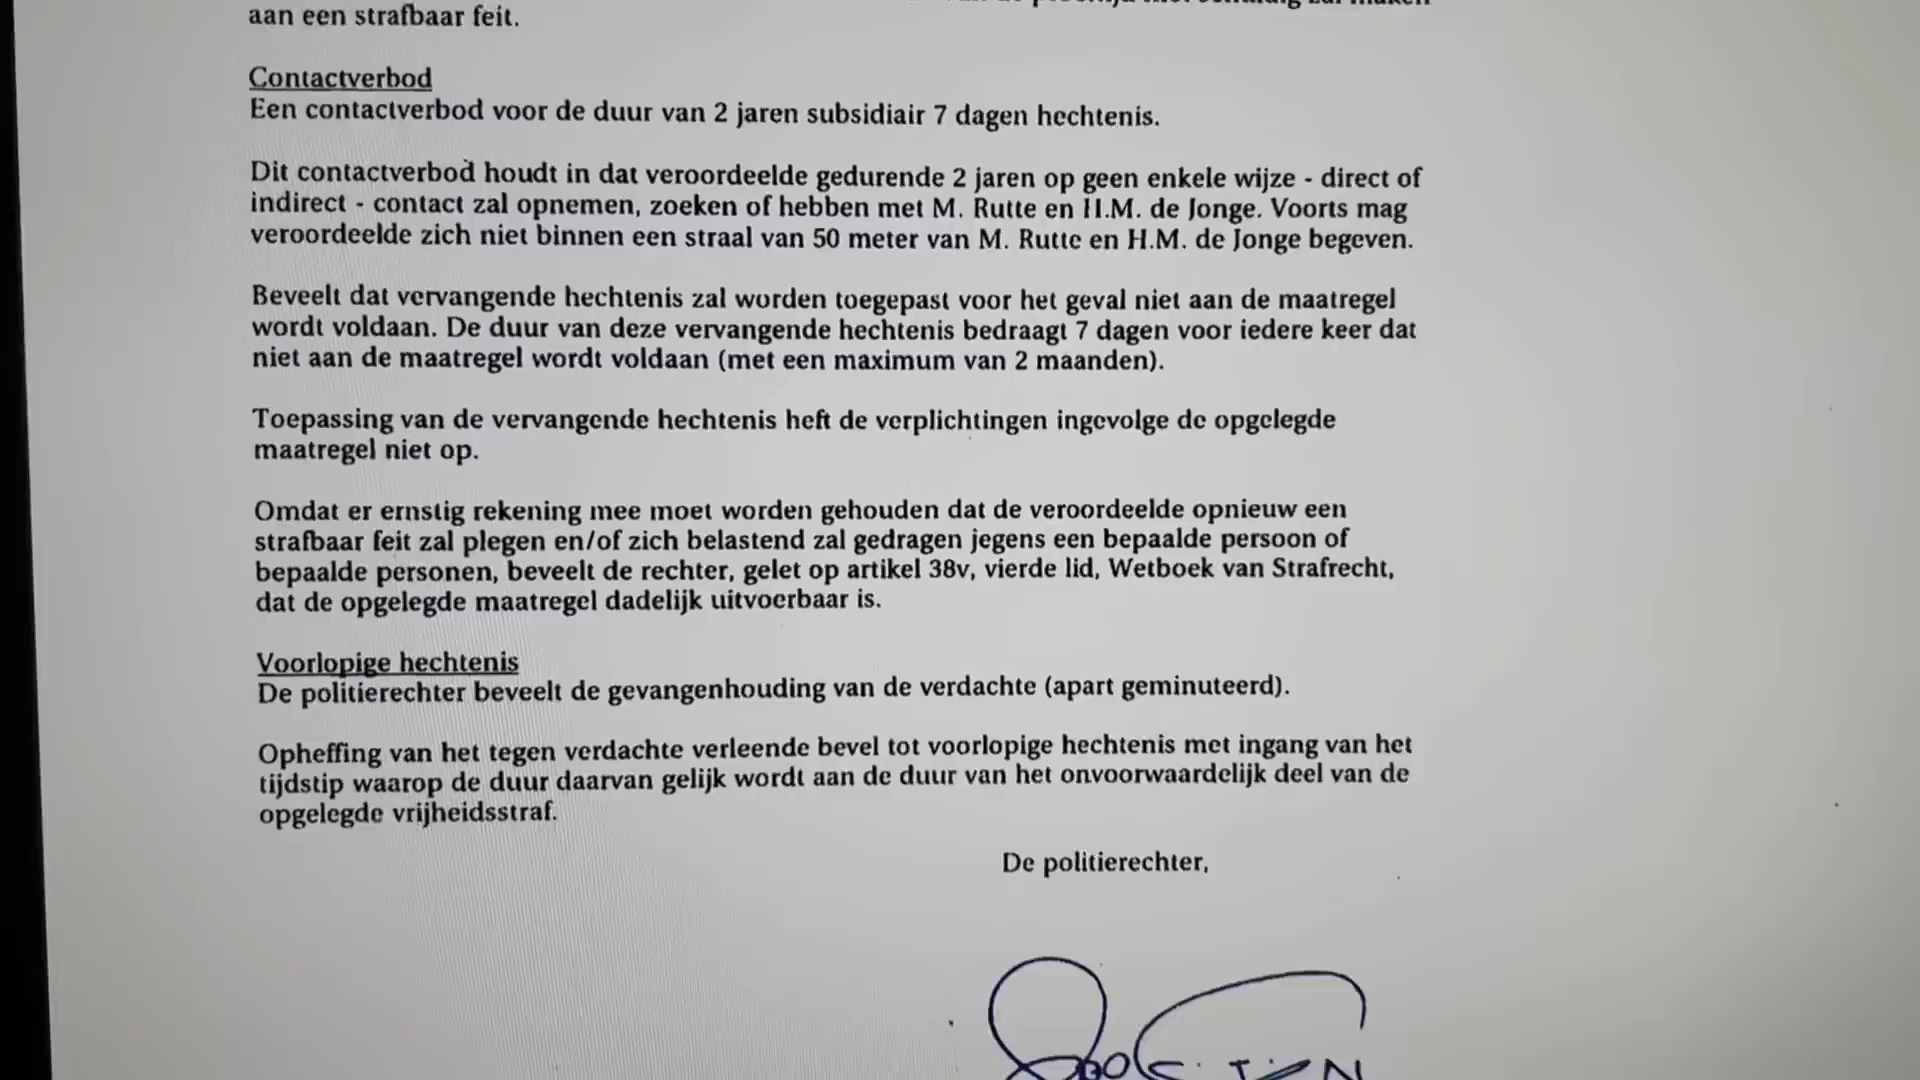 aan een strafbaar feit.
Contactverbod
Een contactverbod voor de duur van 2 jaren subsidiair 7 dagen hechtenis.
Dit contactverbod houdt in dat veroordeelde gedurende 2 jaren op geen enkele wijze - direct of
indirect - contact zal opnemen, zoeken of hebben met M. Rutte en H.M. de Jonge. Voorts mag
veroordeelde zich niet binnen een straal van 50 meter van M. Rutte en H.M. de Jonge begeven.
Beveelt dat vervangende hechtenis zal worden toegepast voor het geval niet aan de maatregel
wordt voldaan. De duur van deze vervangende hechtenis bedraagt 7 dagen voor iedere keer dat
niet aan de maatregel wordt voldaan (met een maximum van 2 maanden).
Toepassing van de vervangende hechtenis heft de verplichtingen ingevolge de opgelegde
maatregel niet op.
Omdat er ernstig rekening mee moet worden gehouden dat de veroordeelde opnieuw een
strafbaar feit zal plegen en/of zich belastend zal gedragen jegens een bepaalde persoon of
bepaalde personen, beveelt de rechter, gelet op artikel 38v, vierde lid, Wetboek van Strafrecht,
dat de opgelegde maatregel dadelijk uitvoerbaar is.
Voorlopige hechtenis
De politierechter beveelt de gevangenhouding van de verdachte (apart geminuteerd).
Opheffing van het tegen verdachte verleende bevel tot voorlopige hechtenis met ingang van het
tijdstip waarop de duur daarvan gelijk wordt aan de duur van het onvoorwaardelijk deel van de
opgelegde vrijheidsstraf.
De politierechter,